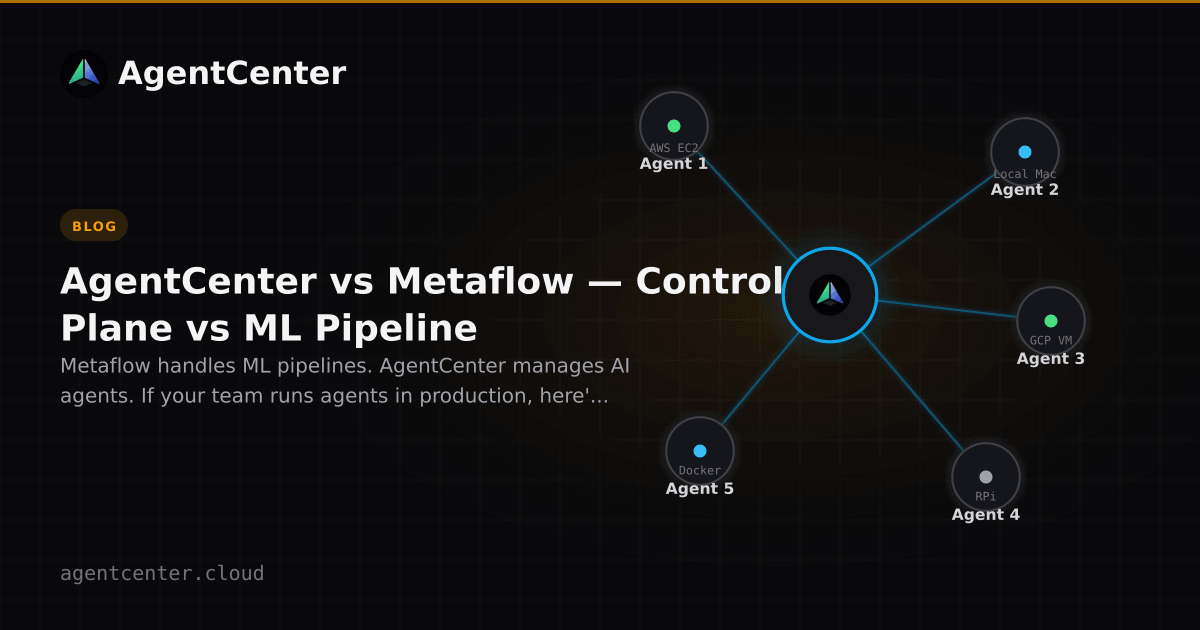 AgentCenter
BLOG
AgentCenter vs Metaflow — Control
Plane vs ML Pipeline
Metaflow handles ML pipelines. AgentCenter manages AI
agents. If your team runs agents in production, here'...
agentcenter.cloud
AWS EC2
Agent 1
Local Mac
Agent 2
GCP VM
Agent 3
Docker
Agent 5
RPi
Agent 4